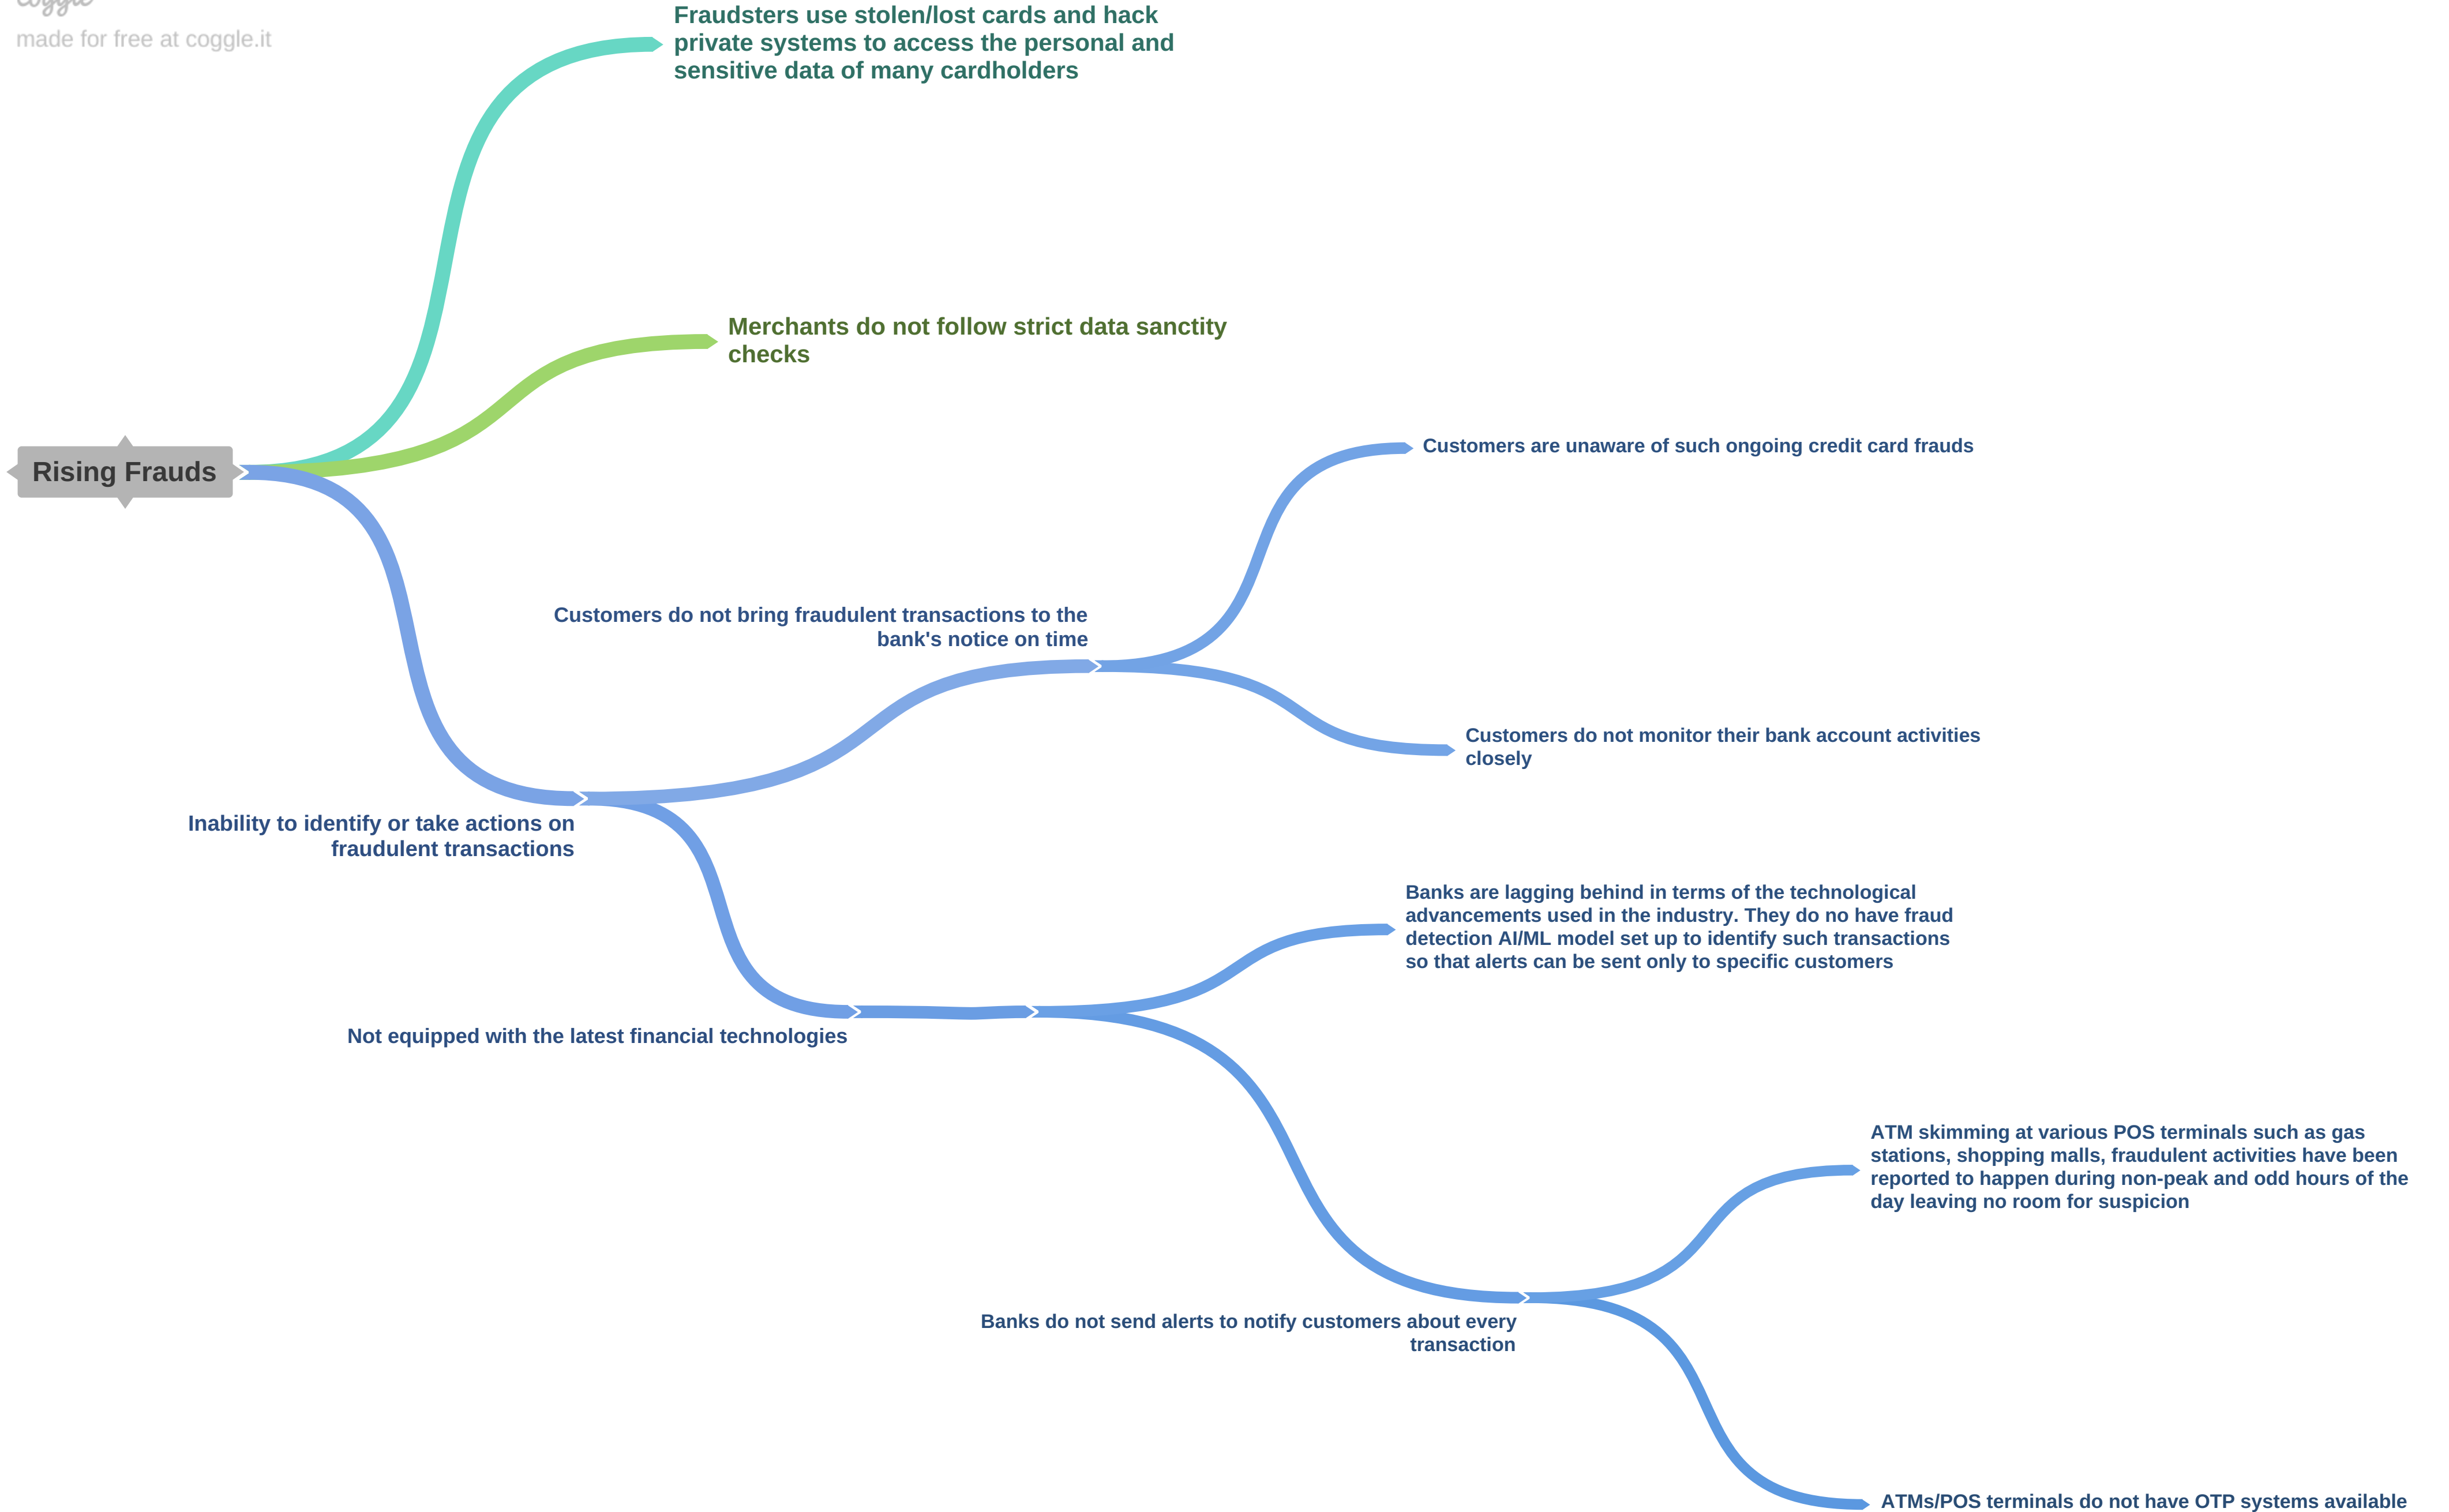 coggle
made for free at coggle.it
Fraudsters use stolen/lost cards and hack
private systems to access the personal and
sensitive data of many cardholders
Merchants do not follow strict data sanctity
checks
Rising Frauds
Customers are unaware of such ongoing credit card frauds
Customers do not bring fraudulent transactions to the
bank's notice on time
Customers do not monitor their bank account activities
closely
Inability to identify or take actions on
fraudulent transactions
Banks are lagging behind in terms of the technological
advancements used in the industry. They do no have fraud
detection AI/ML model set up to identify such transactions
so that alerts can be sent only to specific customers
Not equipped with the latest financial technologies
ATM skimming at various POS terminals such as gas
stations, shopping malls, fraudulent activities have been
reported to happen during non-peak and odd hours of the
day leaving no room for suspicion
Banks do not send alerts to notify customers about every
transaction
ATMs/POS terminals do not have OTP systems available